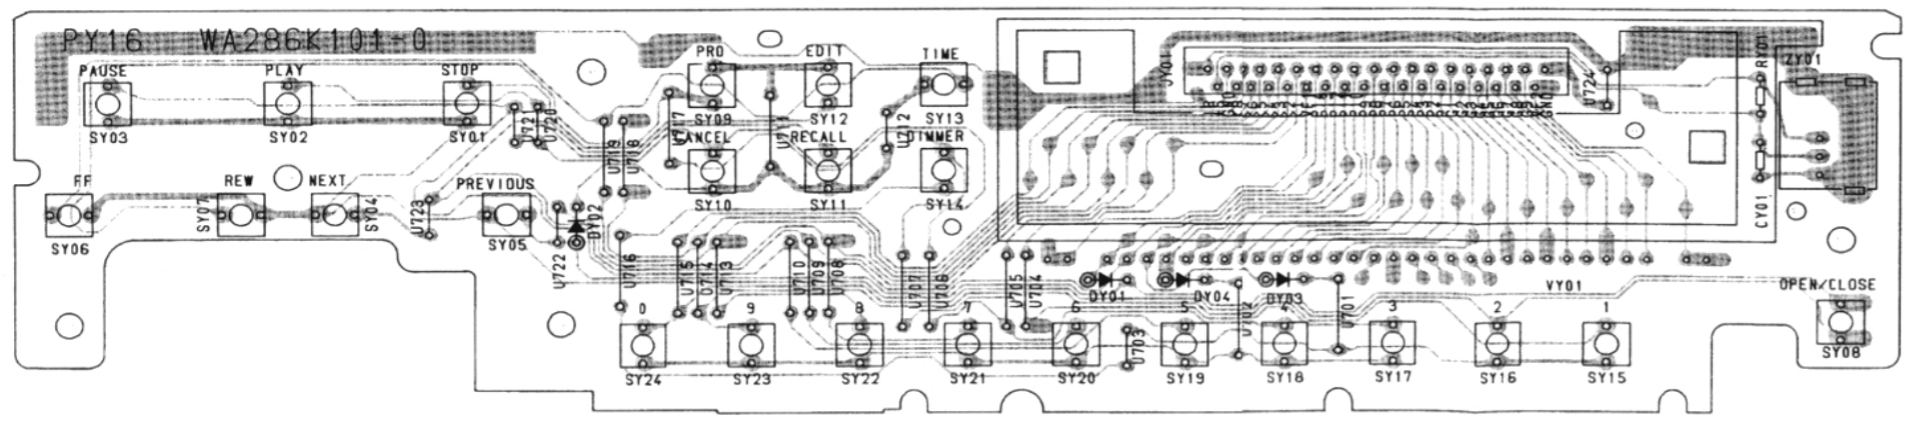 PY16 WA286K101-0
PAUSE PLAY STOP
SY03 SY02 SY01
U721 U720
PRO EDIT TIME
SY09 SY12 SY13
U719 U718 U717 U711 U712
CANCEL RECALL DIMMER
SY10 SY11 SY14
JY01 U724 RY01 ZY01
GND
CY01
FF REW NEXT PREVIOUS
SY06 SY07 SY04 U723 SY05
DY02
U722 U716 U715 U714 U713 U710 U709 U708 U707 U706 U705 U704
DY01 DY04 DY03
U702 U701
VY01
OPEN/CLOSE
0 9 8 7 6 5 4 3 2 1
U703
SY24 SY23 SY22 SY21 SY20 SY19 SY18 SY17 SY16 SY15
SY08